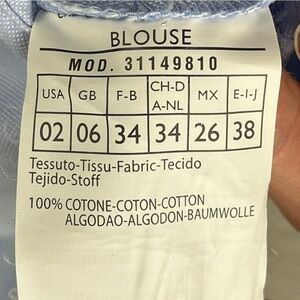 BLOUSE
MOD. 31149810
USA GB F-B CH-D A-NL MX E-I-J
02 06 34 34 26 38
Tessuto-Tissu-Fabric-Tecido
Tejido-Stoff
100% COTONE-COTON-COTTON
ALGODAO-ALGODON-BAUMWOLLE